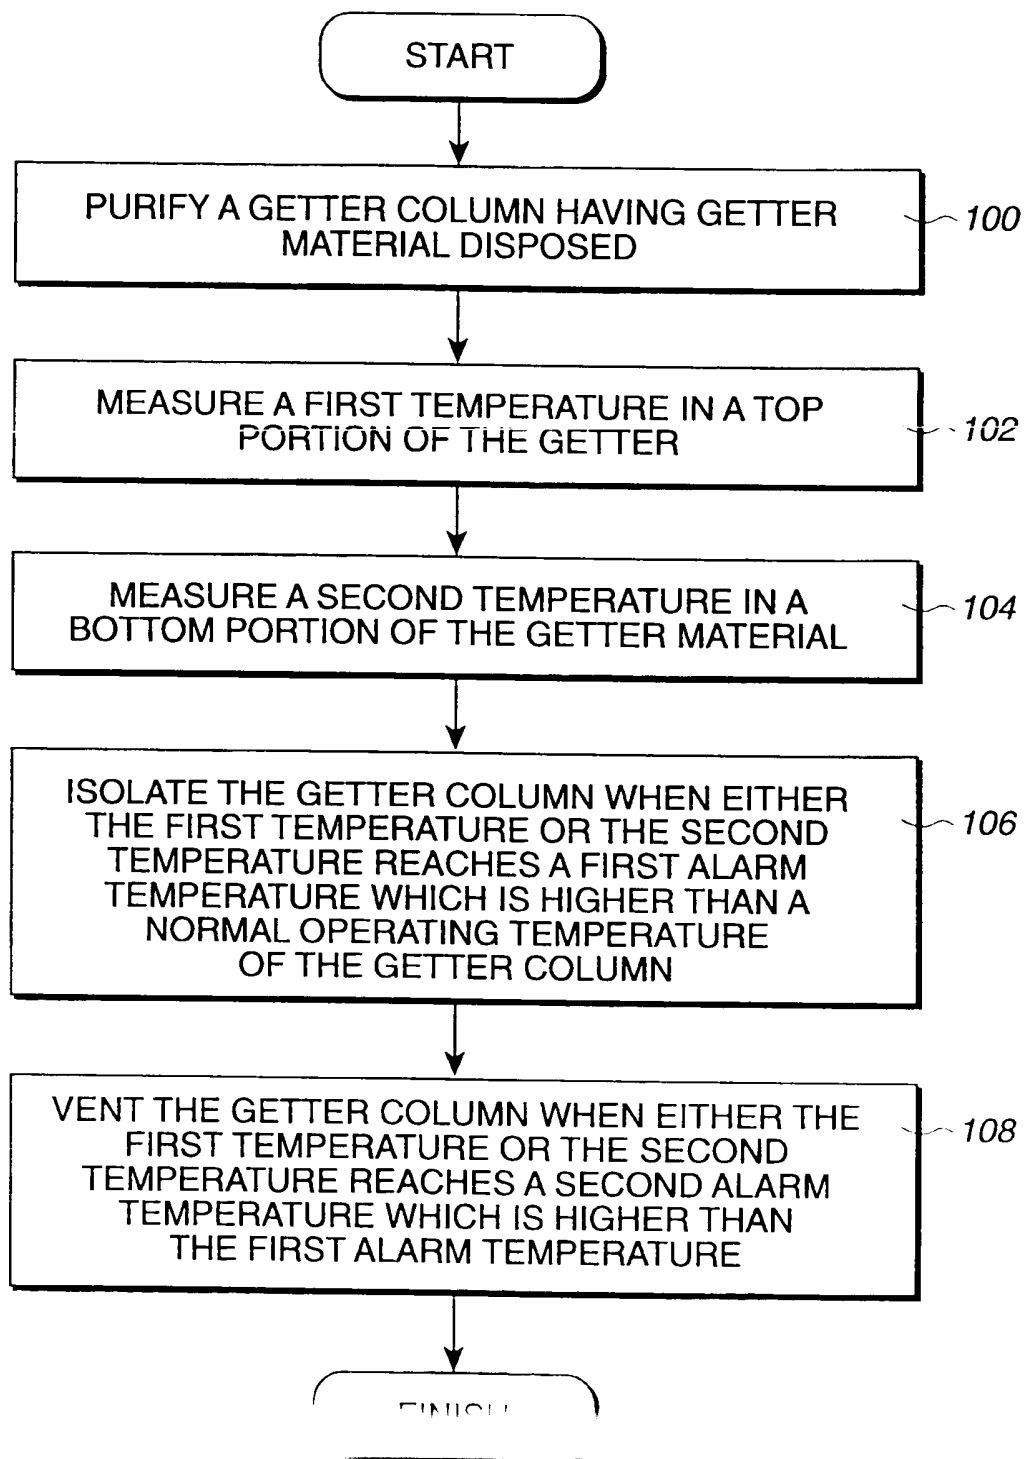 START
PURIFY A GETTER COLUMN HAVING GETTER
MATERIAL DISPOSED
100
MEASURE A FIRST TEMPERATURE IN A TOP
PORTION OF THE GETTER
102
MEASURE A SECOND TEMPERATURE IN A
BOTTOM PORTION OF THE GETTER MATERIAL
104
ISOLATE THE GETTER COLUMN WHEN EITHER
THE FIRST TEMPERATURE OR THE SECOND
TEMPERATURE REACHES A FIRST ALARM
TEMPERATURE WHICH IS HIGHER THAN A
NORMAL OPERATING TEMPERATURE
OF THE GETTER COLUMN
106
VENT THE GETTER COLUMN WHEN EITHER THE
FIRST TEMPERATURE OR THE SECOND
TEMPERATURE REACHES A SECOND ALARM
TEMPERATURE WHICH IS HIGHER THAN
THE FIRST ALARM TEMPERATURE
108
FINISH